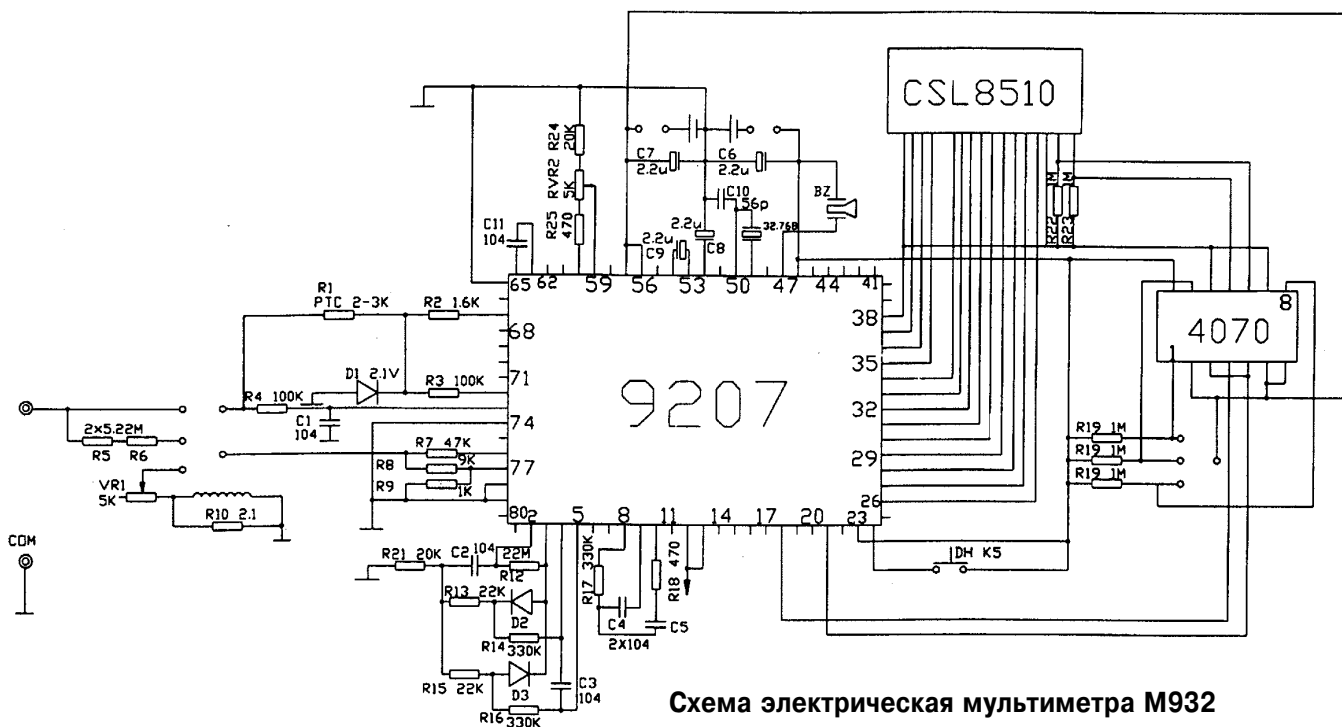 CSL8510
R24
20K
RVR2
5K
R25
470
C7
2.2u
C6
2.2u
C10
56p
BZ
C11
104
2.2u
C9
2.2u
C8
32.768
R22
M
R23
M
65
62
59
56
53
50
47
44
41
R1
PTC 2-3K
R2 1.6K
68
38
8
4070
D1 2.1V
R3 100K
71
35
R4 100K
C1
104
9207
74
32
2x5.22M
R5
R6
R7 47K
R8
9K
R9
1K
77
29
R19 1M
R19 1M
R19 1M
VR1
5K
R10 2.1
80
2
5
8
11
14
17
20
23
26
COM
R21 20K
C2
104
22M
R12
R17 330K
R18 470
DH K5
R13 22K
D2
C4
2X104
C5
R14
330K
R15 22K
D3
C3
104
R16
330K
Схема электрическая мультиметра M932